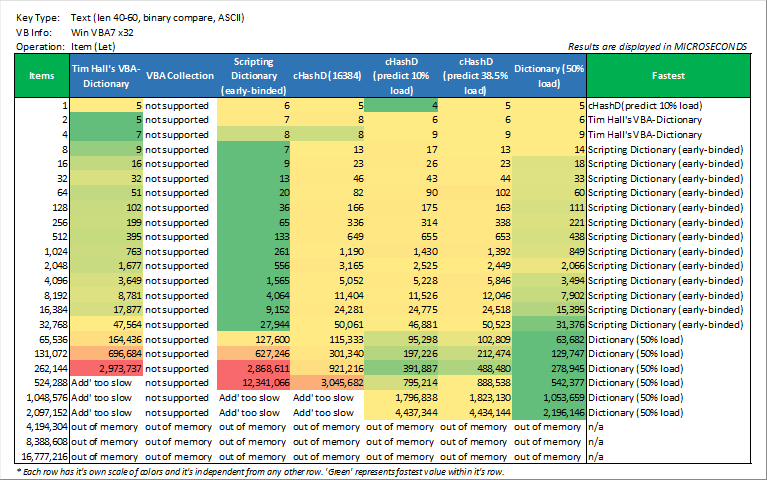 Key Type: Text (len 40-60, binary compare, ASCII)
VB Info: Win VBA7 x32
Operation: Item (Let)
Results are displayed in MICROSECONDS
Items Tim Hall's VBA-Dictionary VBA Collection Scripting Dictionary (early-binded) cHashD(16384) cHashD (predict 10% load) cHashD (predict 38.5% load) Dictionary (50% load) Fastest
1 5 not supported 6 5 4 5 5 cHashD(predict 10% load)
2 5 not supported 7 8 6 6 6 Tim Hall's VBA-Dictionary
4 7 not supported 8 8 9 9 9 Tim Hall's VBA-Dictionary
8 9 not supported 7 13 17 13 14 Scripting Dictionary (early-binded)
16 16 not supported 9 23 26 23 18 Scripting Dictionary (early-binded)
32 32 not supported 13 46 43 44 33 Scripting Dictionary (early-binded)
64 51 not supported 20 82 90 102 60 Scripting Dictionary (early-binded)
128 102 not supported 36 166 175 163 111 Scripting Dictionary (early-binded)
256 199 not supported 65 336 314 338 221 Scripting Dictionary (early-binded)
512 395 not supported 133 649 655 653 438 Scripting Dictionary (early-binded)
1,024 763 not supported 261 1,190 1,430 1,392 849 Scripting Dictionary (early-binded)
2,048 1,677 not supported 556 3,165 2,525 2,449 2,066 Scripting Dictionary (early-binded)
4,096 3,649 not supported 1,565 5,052 5,228 5,846 3,494 Scripting Dictionary (early-binded)
8,192 8,781 not supported 4,064 11,404 11,526 12,046 7,902 Scripting Dictionary (early-binded)
16,384 17,877 not supported 9,152 24,281 24,775 24,518 15,395 Scripting Dictionary (early-binded)
32,768 47,564 not supported 27,944 50,061 46,881 50,523 31,376 Scripting Dictionary (early-binded)
65,536 164,436 not supported 127,600 115,333 95,298 102,809 63,682 Dictionary (50% load)
131,072 696,684 not supported 627,246 301,340 197,226 212,474 129,747 Dictionary (50% load)
262,144 2,973,737 not supported 2,868,611 921,216 391,887 488,480 278,945 Dictionary (50% load)
524,288 Add' too slow not supported 12,341,066 3,045,682 795,214 888,538 542,377 Dictionary (50% load)
1,048,576 Add' too slow not supported Add' too slow Add' too slow 1,796,838 1,823,130 1,053,659 Dictionary (50% load)
2,097,152 Add' too slow not supported Add' too slow Add' too slow 4,437,344 4,434,144 2,196,146 Dictionary (50% load)
4,194,304 out of memory out of memory out of memory out of memory out of memory out of memory out of memory n/a
8,388,608 out of memory out of memory out of memory out of memory out of memory out of memory out of memory n/a
16,777,216 out of memory out of memory out of memory out of memory out of memory out of memory out of memory n/a
* Each row has it's own scale of colors and it's independent from any other row. 'Green' represents fastest value within it's row.